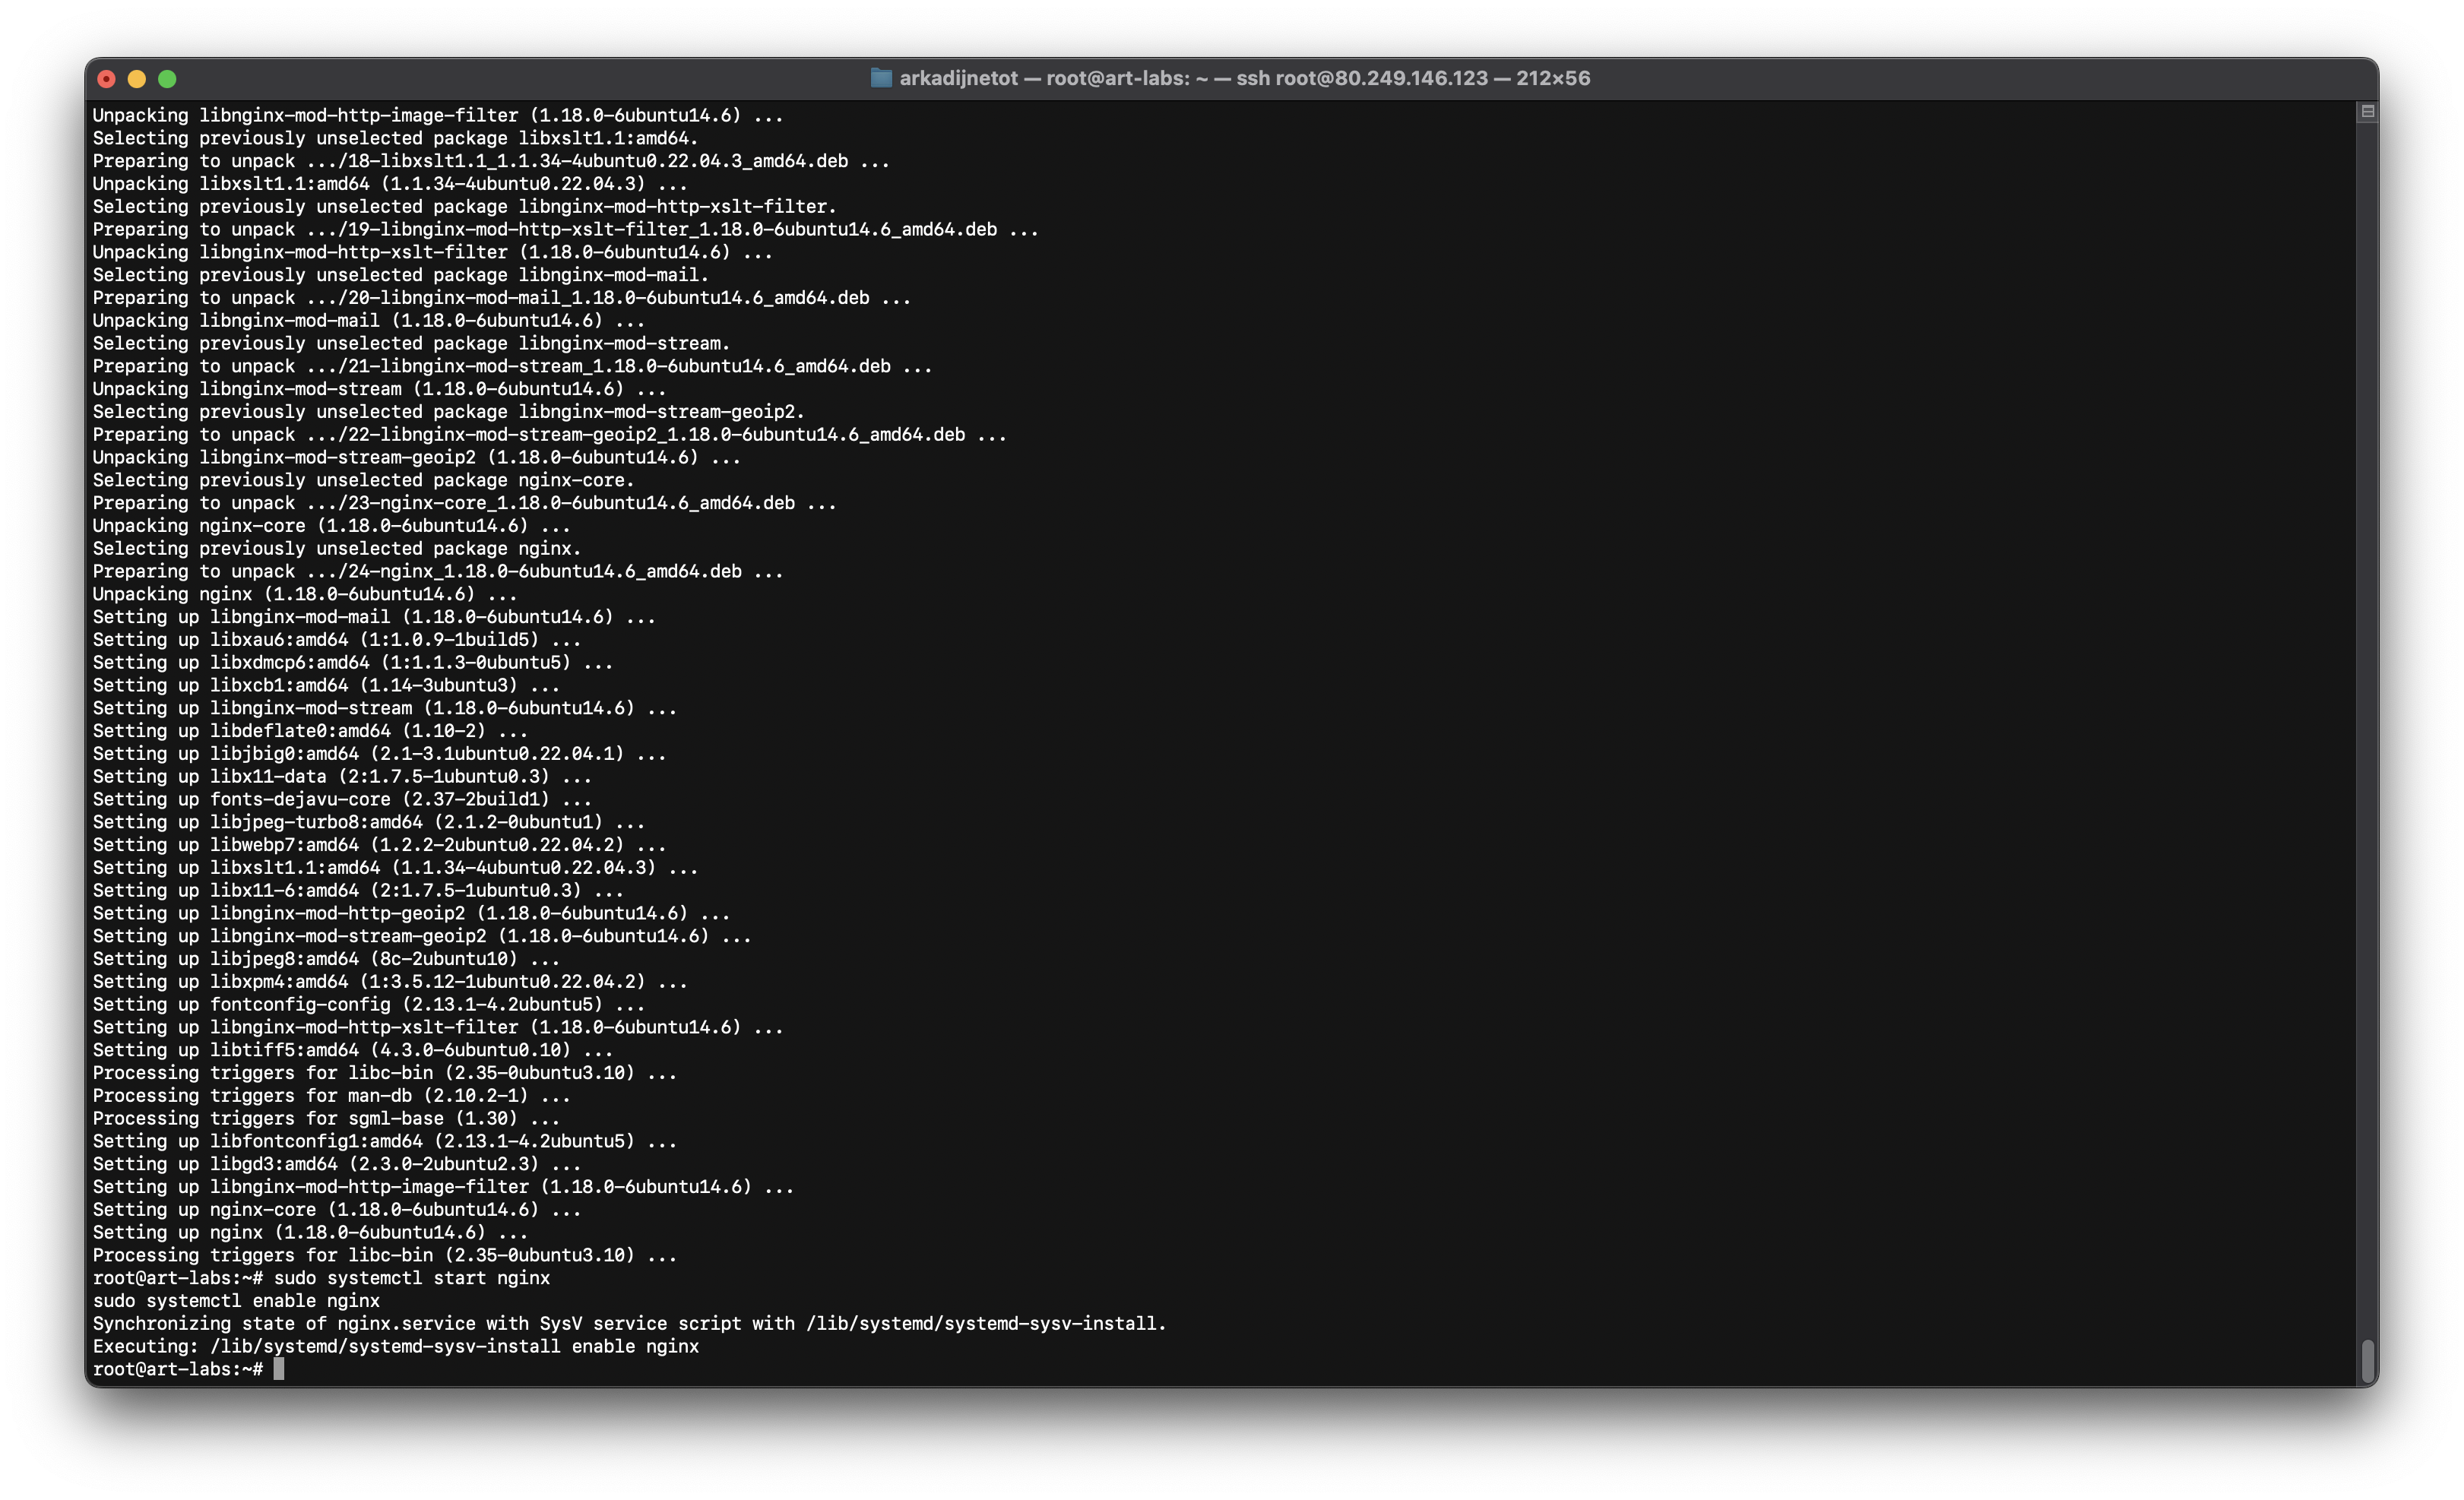 arkadijnetot — root@art-labs: ~ — ssh root@80.249.146.123 — 212×56
Unpacking libnginx-mod-http-image-filter (1.18.0-6ubuntu14.6) ...
Selecting previously unselected package libxslt1.1:amd64.
Preparing to unpack .../18-libxslt1.1_1.1.34-4ubuntu0.22.04.3_amd64.deb ...
Unpacking libxslt1.1:amd64 (1.1.34-4ubuntu0.22.04.3) ...
Selecting previously unselected package libnginx-mod-http-xslt-filter.
Preparing to unpack .../19-libnginx-mod-http-xslt-filter_1.18.0-6ubuntu14.6_amd64.deb ...
Unpacking libnginx-mod-http-xslt-filter (1.18.0-6ubuntu14.6) ...
Selecting previously unselected package libnginx-mod-mail.
Preparing to unpack .../20-libnginx-mod-mail_1.18.0-6ubuntu14.6_amd64.deb ...
Unpacking libnginx-mod-mail (1.18.0-6ubuntu14.6) ...
Selecting previously unselected package libnginx-mod-stream.
Preparing to unpack .../21-libnginx-mod-stream_1.18.0-6ubuntu14.6_amd64.deb ...
Unpacking libnginx-mod-stream (1.18.0-6ubuntu14.6) ...
Selecting previously unselected package libnginx-mod-stream-geoip2.
Preparing to unpack .../22-libnginx-mod-stream-geoip2_1.18.0-6ubuntu14.6_amd64.deb ...
Unpacking libnginx-mod-stream-geoip2 (1.18.0-6ubuntu14.6) ...
Selecting previously unselected package nginx-core.
Preparing to unpack .../23-nginx-core_1.18.0-6ubuntu14.6_amd64.deb ...
Unpacking nginx-core (1.18.0-6ubuntu14.6) ...
Selecting previously unselected package nginx.
Preparing to unpack .../24-nginx_1.18.0-6ubuntu14.6_amd64.deb ...
Unpacking nginx (1.18.0-6ubuntu14.6) ...
Setting up libnginx-mod-mail (1.18.0-6ubuntu14.6) ...
Setting up libxau6:amd64 (1:1.0.9-1build5) ...
Setting up libxdmcp6:amd64 (1:1.1.3-0ubuntu5) ...
Setting up libxcb1:amd64 (1.14-3ubuntu3) ...
Setting up libnginx-mod-stream (1.18.0-6ubuntu14.6) ...
Setting up libdeflate0:amd64 (1.10-2) ...
Setting up libjbig0:amd64 (2.1-3.1ubuntu0.22.04.1) ...
Setting up libx11-data (2:1.7.5-1ubuntu0.3) ...
Setting up fonts-dejavu-core (2.37-2build1) ...
Setting up libjpeg-turbo8:amd64 (2.1.2-0ubuntu1) ...
Setting up libwebp7:amd64 (1.2.2-2ubuntu0.22.04.2) ...
Setting up libxslt1.1:amd64 (1.1.34-4ubuntu0.22.04.3) ...
Setting up libx11-6:amd64 (2:1.7.5-1ubuntu0.3) ...
Setting up libnginx-mod-http-geoip2 (1.18.0-6ubuntu14.6) ...
Setting up libnginx-mod-stream-geoip2 (1.18.0-6ubuntu14.6) ...
Setting up libjpeg8:amd64 (8c-2ubuntu10) ...
Setting up libxpm4:amd64 (1:3.5.12-1ubuntu0.22.04.2) ...
Setting up fontconfig-config (2.13.1-4.2ubuntu5) ...
Setting up libnginx-mod-http-xslt-filter (1.18.0-6ubuntu14.6) ...
Setting up libtiff5:amd64 (4.3.0-6ubuntu0.10) ...
Processing triggers for libc-bin (2.35-0ubuntu3.10) ...
Processing triggers for man-db (2.10.2-1) ...
Processing triggers for sgml-base (1.30) ...
Setting up libfontconfig1:amd64 (2.13.1-4.2ubuntu5) ...
Setting up libgd3:amd64 (2.3.0-2ubuntu2.3) ...
Setting up libnginx-mod-http-image-filter (1.18.0-6ubuntu14.6) ...
Setting up nginx-core (1.18.0-6ubuntu14.6) ...
Setting up nginx (1.18.0-6ubuntu14.6) ...
Processing triggers for libc-bin (2.35-0ubuntu3.10) ...
root@art-labs:~# sudo systemctl start nginx
sudo systemctl enable nginx
Synchronizing state of nginx.service with SysV service script with /lib/systemd/systemd-sysv-install.
Executing: /lib/systemd/systemd-sysv-install enable nginx
root@art-labs:~#